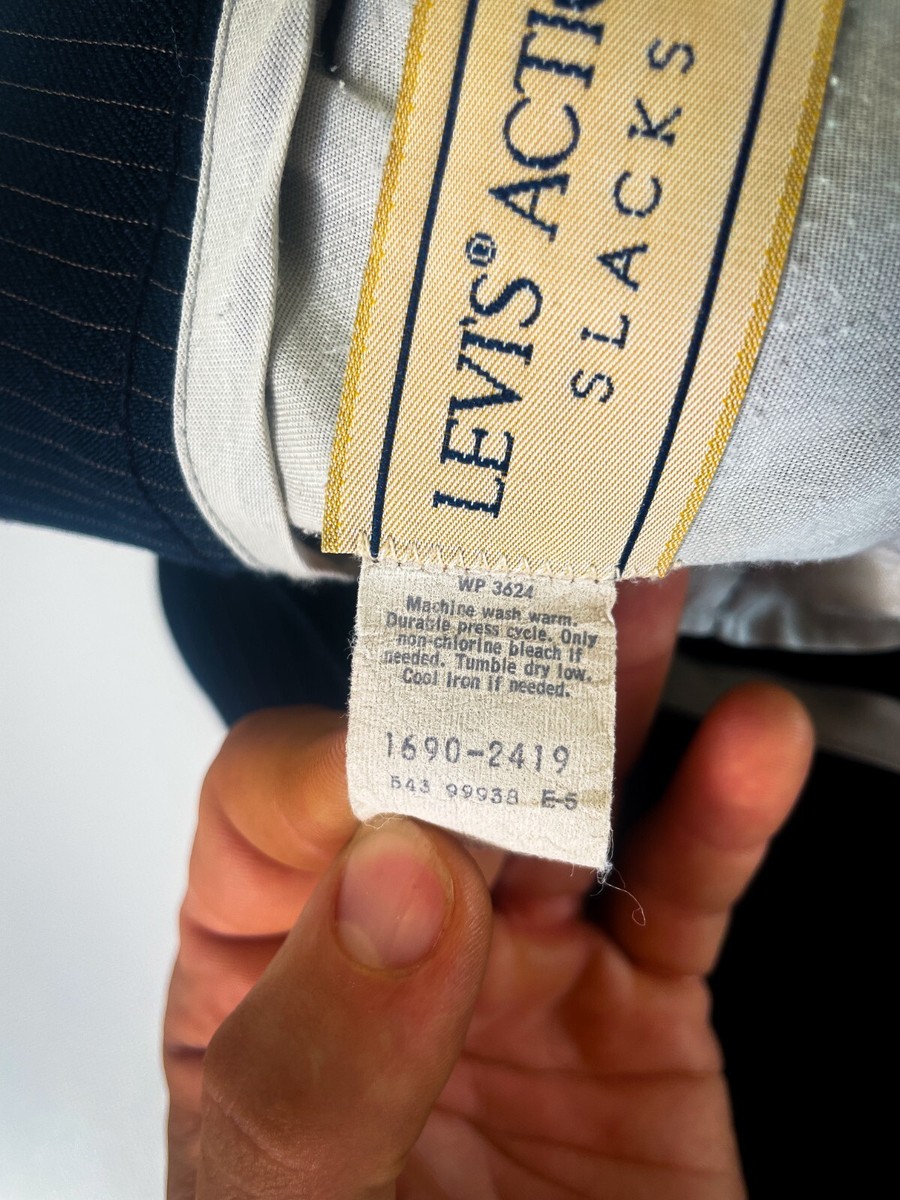 LEVI'S® ACTI
SLACKS
WP 3624
Machine wash warm.
Durable press cycle. Only
non-chlorine bleach if
needed. Tumble dry low.
Cool Iron if needed.
1690-2419
543 99938 E-5